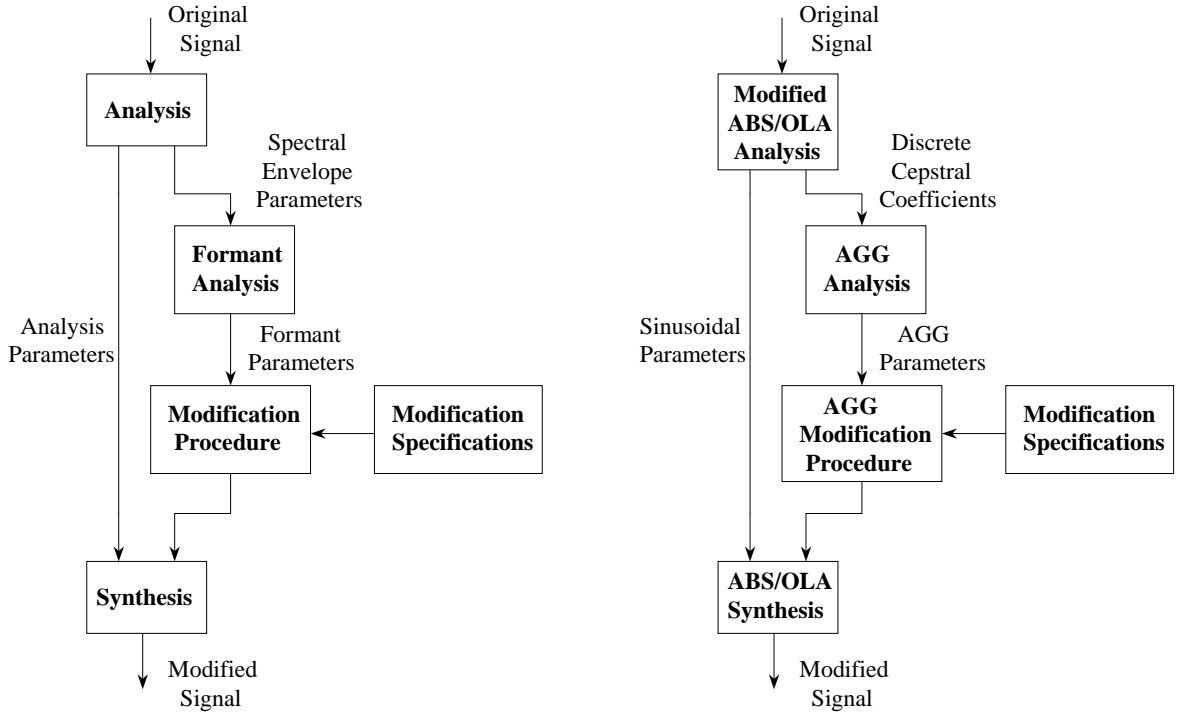 Original
Signal
Analysis
Spectral
Envelope
Parameters
Formant
Analysis
Analysis
Parameters
Formant
Parameters
Modification
Procedure
Modification
Specifications
Synthesis
Modified
Signal
Original
Signal
Modified
ABS/OLA
Analysis
Discrete
Cepstral
Coefficients
AGG
Analysis
Sinusoidal
Parameters
AGG
Parameters
AGG
Modification
Procedure
Modification
Specifications
ABS/OLA
Synthesis
Modified
Signal